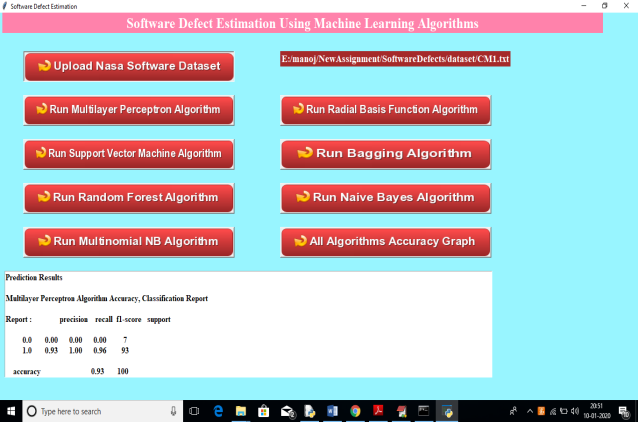 Software Defect Estimation
Software Defect Estimation Using Machine Learning Algorithms
Upload Nasa Software Dataset
E:/manoj/NewAssignment/SoftwareDefects/dataset/CM1.txt
Run Multilayer Perceptron Algorithm
Run Radial Basis Function Algorithm
Run Support Vector Machine Algorithm
Run Bagging Algorithm
Run Random Forest Algorithm
Run Naive Bayes Algorithm
Run Multinomial NB Algorithm
All Algorithms Accuracy Graph
Prediction Results
Multilayer Perceptron Algorithm Accuracy, Classification Report
Report : precision recall f1-score support
0.0 0.00 0.00 0.00 7
1.0 0.93 1.00 0.96 93
accuracy 0.93 100
Type here to search
20:51
10-01-2020